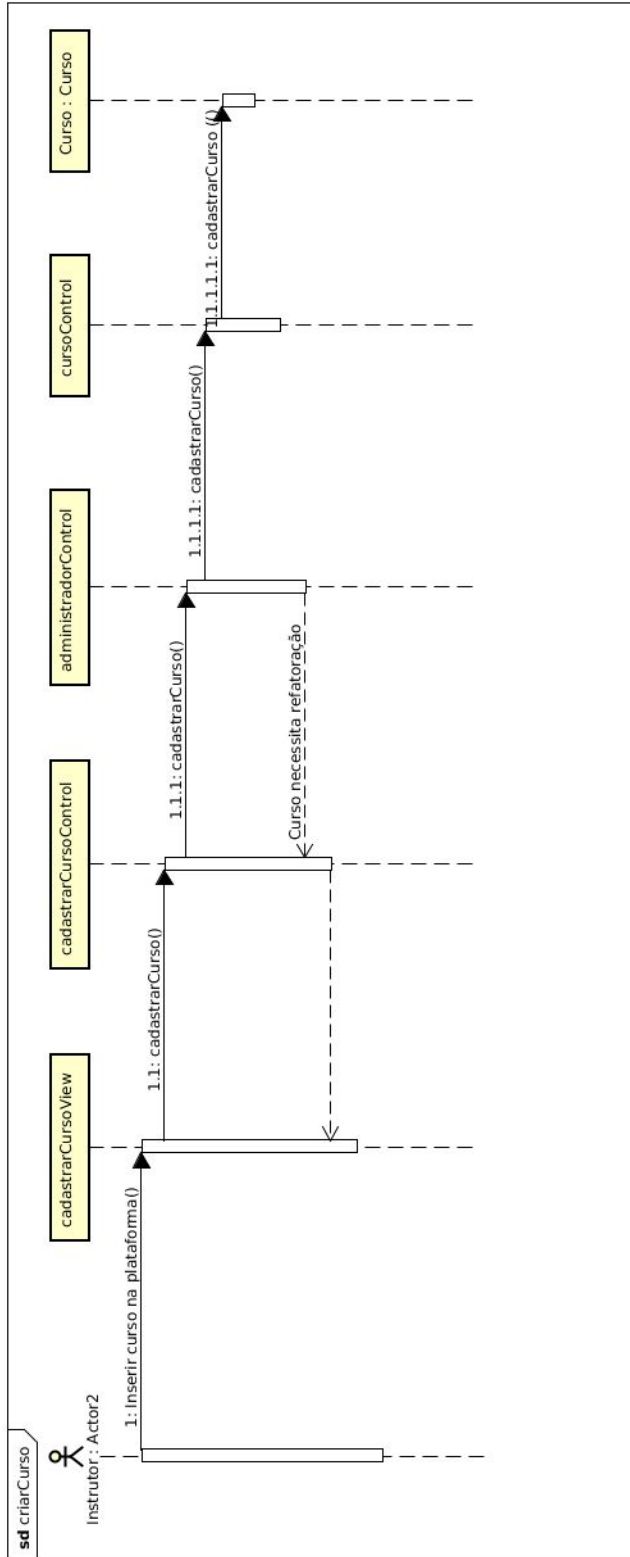 sd criarCurso
Instrutor : Actor2
cadastrarCursoView
cadastrarCursoControl
administradorControl
cursoControl
Curso : Curso
1: Inserir curso na plataforma()
1.1: cadastrarCurso()
1.1.1: cadastrarCurso()
1.1.1.1: cadastrarCurso()
1.1.1.1.1: cadastrarCurso ()
Curso necessita refatoração